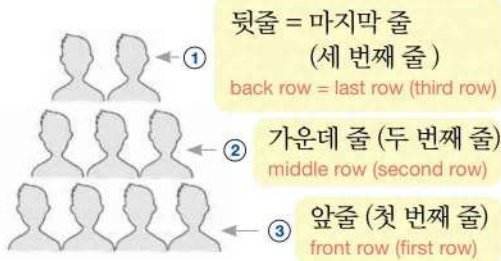 뒷줄 = 마지막 줄
(세 번째 줄 )
back row = last row (third row)
①
가운데 줄 (두 번째 줄)
middle row (second row)
②
앞줄 (첫 번째 줄)
front row (first row)
③